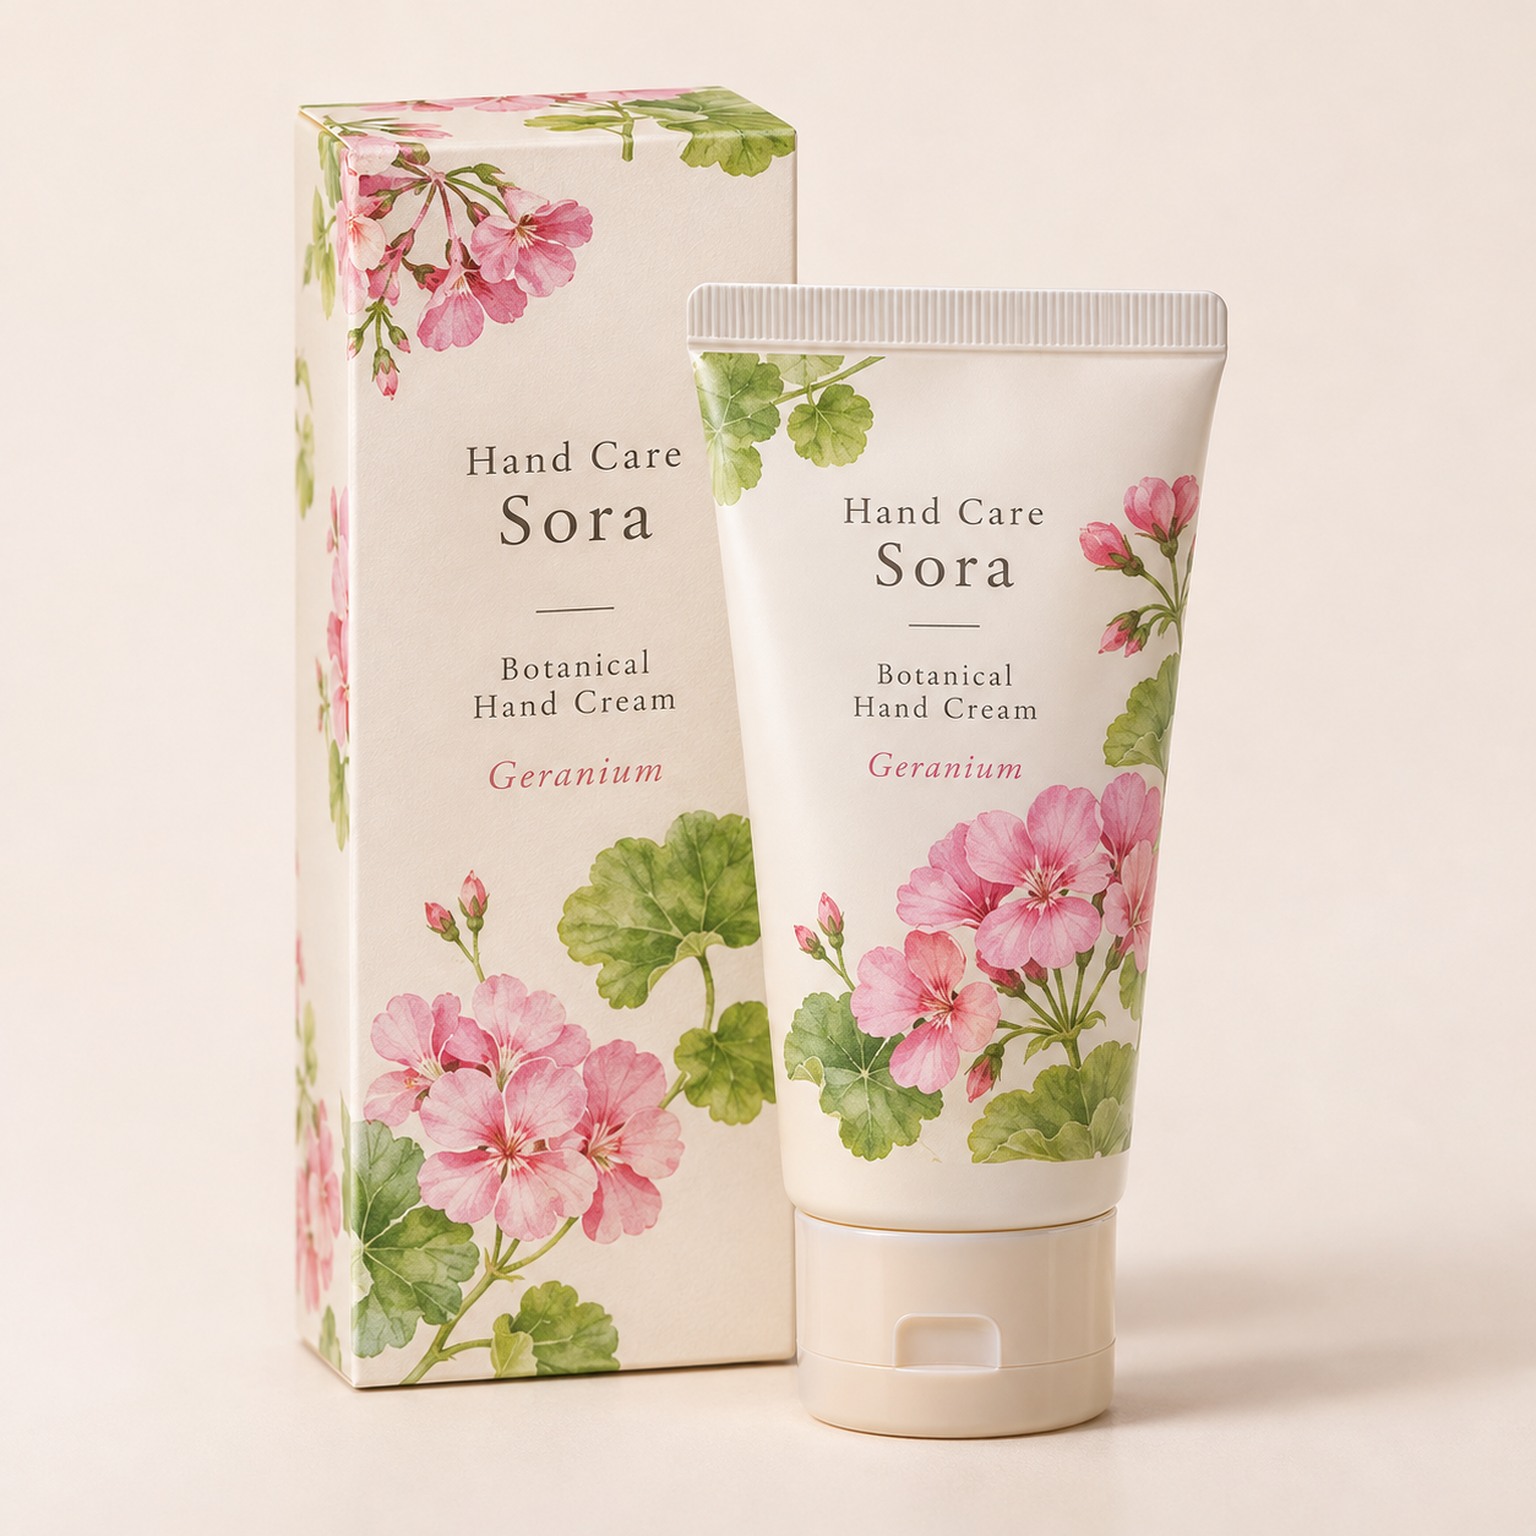 Hand Care
Sora
Botanical
Hand Cream
Geranium
Hand Care
Sora
Botanical
Hand Cream
Geranium